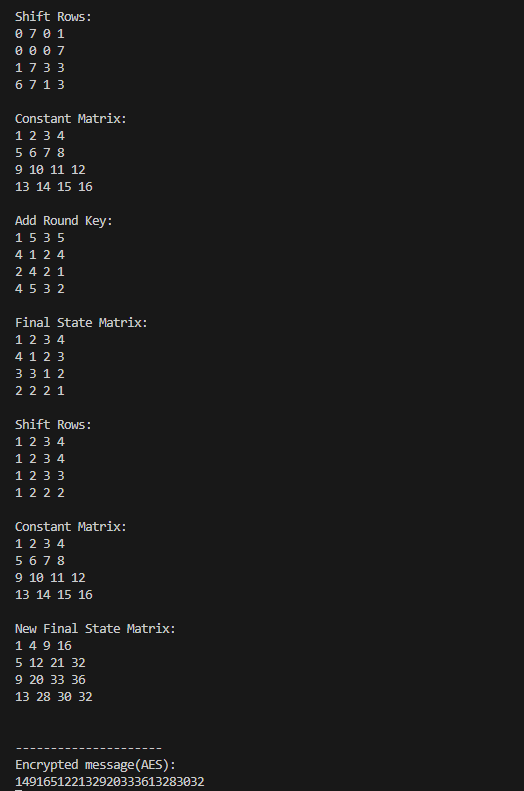 Shift Rows:
0 7 0 1
0 0 0 7
1 7 3 3
6 7 1 3
Constant Matrix:
1 2 3 4
5 6 7 8
9 10 11 12
13 14 15 16
Add Round Key:
1 5 3 5
4 1 2 4
2 4 2 1
4 5 3 2
Final State Matrix:
1 2 3 4
4 1 2 3
3 3 1 2
2 2 2 1
Shift Rows:
1 2 3 4
1 2 3 4
1 2 3 3
1 2 2 2
Constant Matrix:
1 2 3 4
5 6 7 8
9 10 11 12
13 14 15 16
New Final State Matrix:
1 4 9 16
5 12 21 32
9 20 33 36
13 28 30 32
---------------------
Encrypted message(AES):
149165122132920333613283032